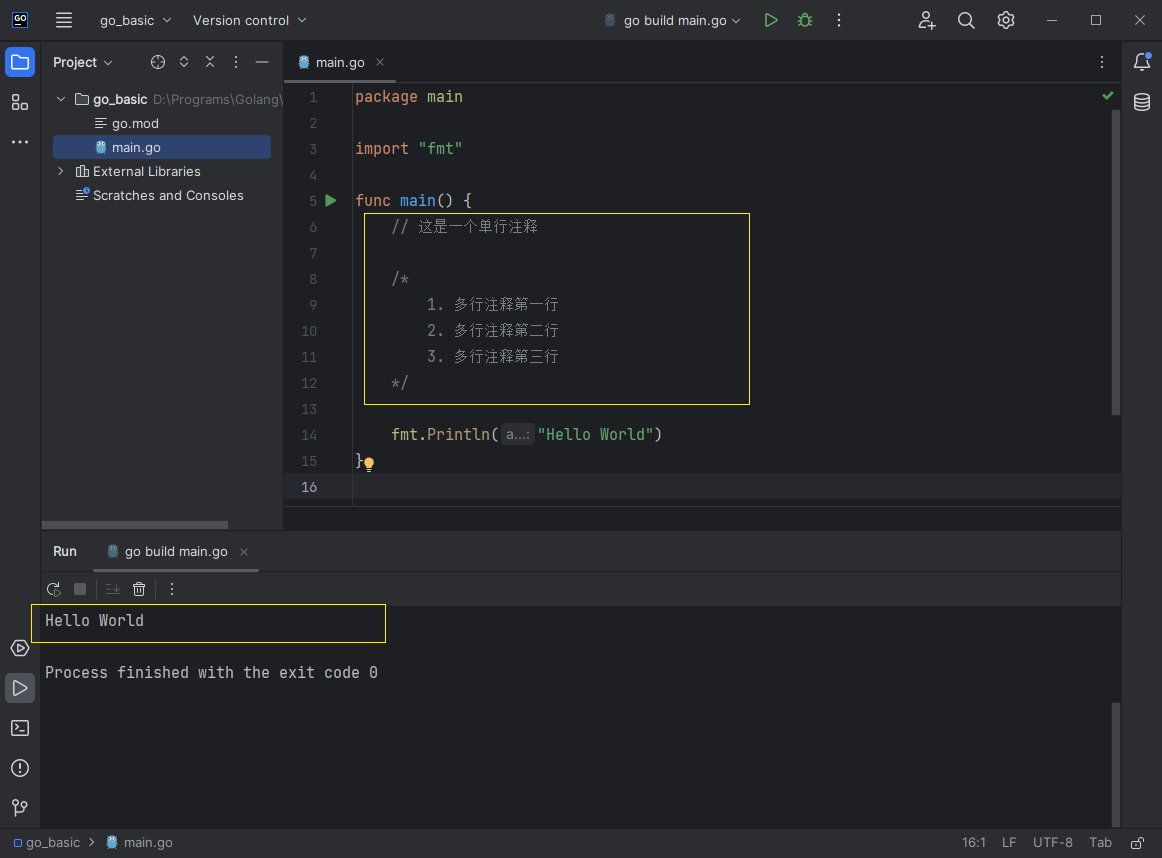 GO
go_basic
Version control
go build main.go
Project
main.go
go_basic D:\Programs\Golang\
go.mod
main.go
External Libraries
Scratches and Consoles
1 package main
2
3 import "fmt"
4
5 func main() {
6 // 这是一个单行注释
7
8 /*
9 1. 多行注释第一行
10 2. 多行注释第二行
11 3. 多行注释第三行
12 */
13
14 fmt.Println( a...: "Hello World")
15 }
16
Run
go build main.go
Hello World
Process finished with the exit code 0
go_basic > main.go
16:1 LF UTF-8 Tab